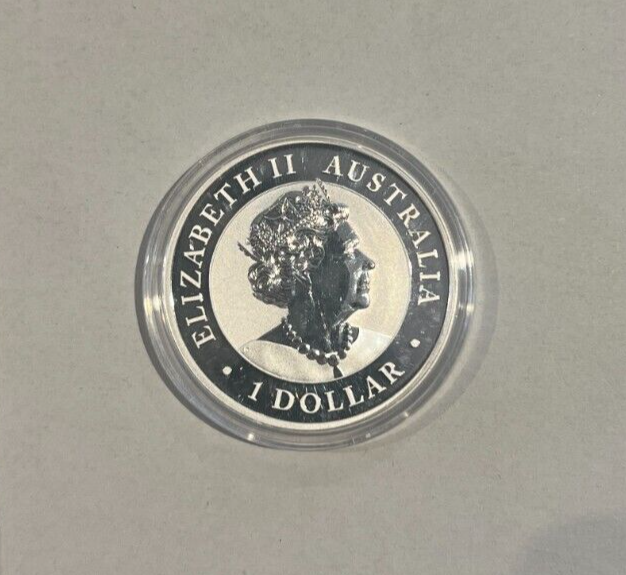 ELIZABETH II AUSTRALIA
• 1 DOLLAR •